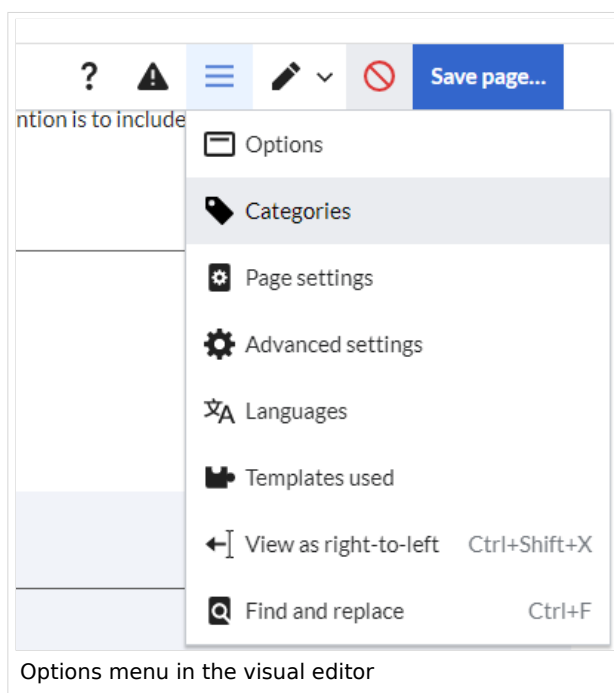 ? Save page...
ntion is to include
Options
Categories
Page settings
Advanced settings
Languages
Templates used
View as right-to-left Ctrl+Shift+X
Find and replace Ctrl+F
Options menu in the visual editor